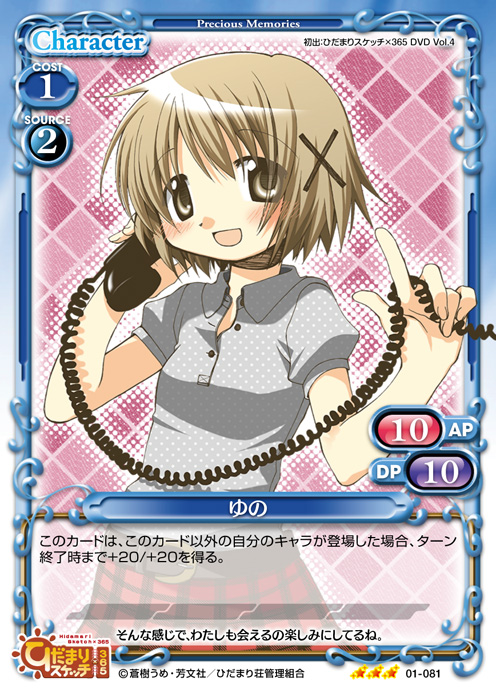 Precious Memories
Character
初出:ひだまりスケッチ×365 DVD Vol.4
COST
1
SOURCE
2
10 AP
DP 10
ゆの
このカードは、このカード以外の自分のキャラが登場した場合、ターン
終了時まで+20/+20を得る。
そんな感じで、わたしも会えるの楽しみにしてるね。
Hidamari
Sketch×365
ひだまり
スケッチ
×365
©蒼樹うめ・芳文社/ひだまり荘管理組合
★★★ 01-081